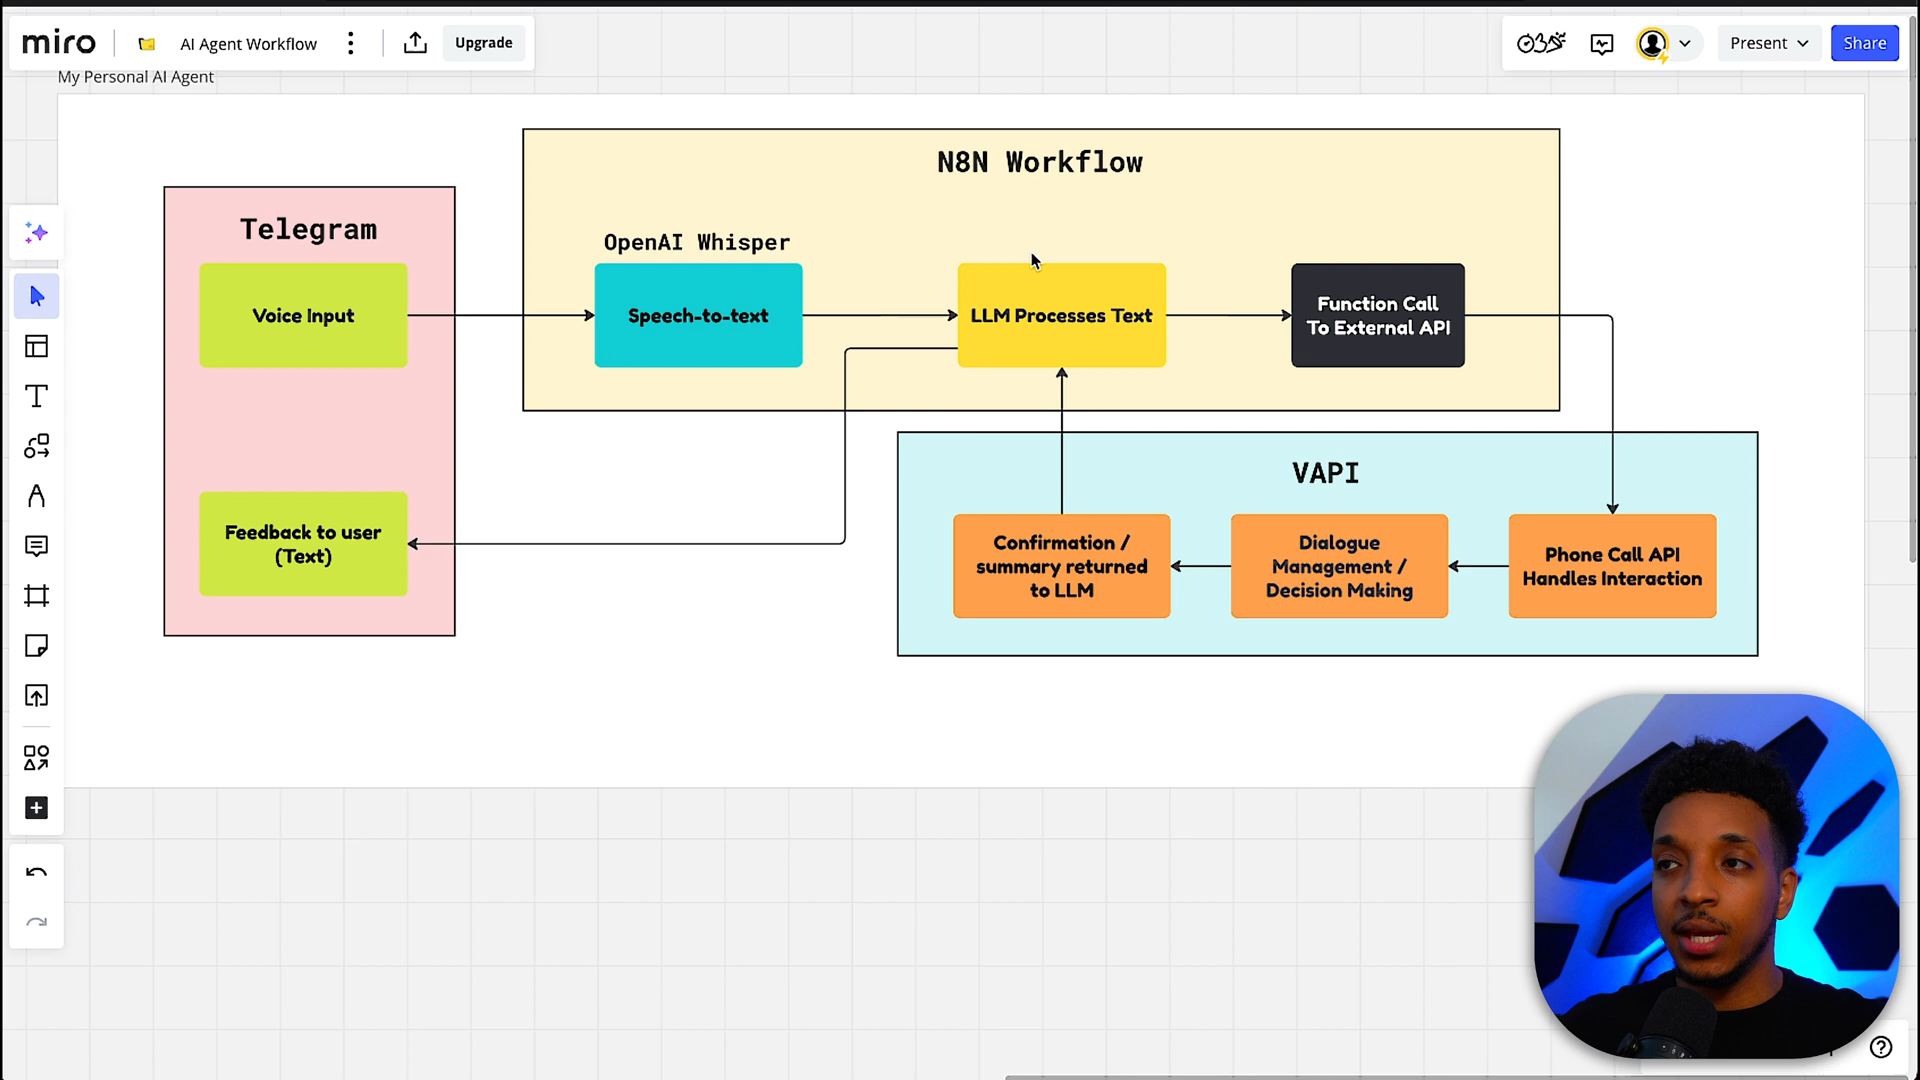 miro
AI Agent Workflow
Upgrade
Present
Share
My Personal AI Agent
N8N Workflow
Telegram
OpenAI Whisper
Voice Input
Speech-to-text
LLM Processes Text
Function Call
To External API
VAPI
Feedback to user
(Text)
Confirmation /
summary returned
to LLM
Dialogue
Management /
Decision Making
Phone Call API
Handles Interaction